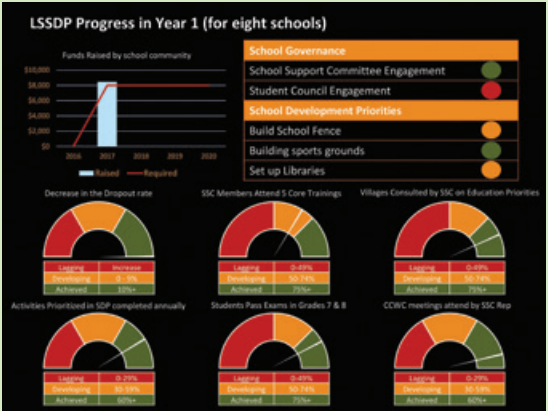 LSSDP Progress in Year 1 (for eight schools)
Funds Raised by school community
$10,000
$8,000
$6,000
$4,000
$2,000
$0
2016 2017 2018 2019 2020
Raised Required
School Governance
School Support Committee Engagement
Student Council Engagement
School Development Priorities
Build School Fence
Building sports grounds
Set up Libraries
Decrease in the Dropout rate
Lagging Increase
Developing 0 - 9%
Achieved 10%+
SSC Members Attend 5 Core Trainings
Lagging 0-49%
Developing 50-74%
Achieved 75%+
Villages Consulted by SSC on Education Priorities
Lagging 0-49%
Developing 50-74%
Achieved 75%+
Activities Prioritized in SDP completed annually
Lagging 0-29%
Developing 30-59%
Achieved 60%+
Students Pass Exams in Grades 7 & 8
Lagging 0-49%
Developing 50-74%
Achieved 75%+
CCWC meetings attend by SSC Rep
Lagging 0-29%
Developing 30-59%
Achieved 60%+